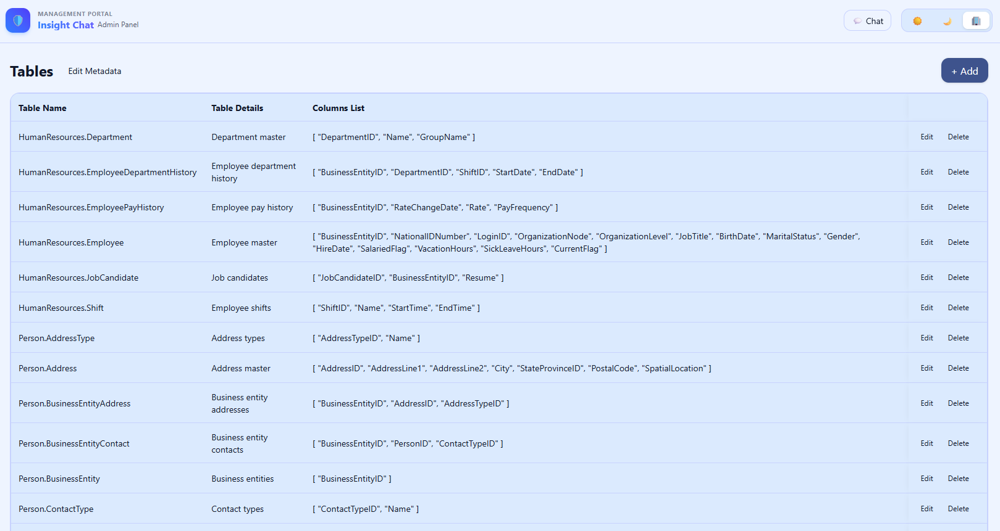 MANAGEMENT PORTAL
Insight Chat Admin Panel
Chat
Tables Edit Metadata
+ Add
Table Name Table Details Columns List
HumanResources.Department Department master [ "DepartmentID", "Name", "GroupName" ] Edit Delete
HumanResources.EmployeeDepartmentHistory Employee department history [ "BusinessEntityID", "DepartmentID", "ShiftID", "StartDate", "EndDate" ] Edit Delete
HumanResources.EmployeePayHistory Employee pay history [ "BusinessEntityID", "RateChangeDate", "Rate", "PayFrequency" ] Edit Delete
HumanResources.Employee Employee master [ "BusinessEntityID", "NationalIDNumber", "LoginID", "OrganizationNode", "OrganizationLevel", "JobTitle", "BirthDate", "MaritalStatus", "Gender",
"HireDate", "SalariedFlag", "VacationHours", "SickLeaveHours", "CurrentFlag" ] Edit Delete
HumanResources.JobCandidate Job candidates [ "JobCandidateID", "BusinessEntityID", "Resume" ] Edit Delete
HumanResources.Shift Employee shifts [ "ShiftID", "Name", "StartTime", "EndTime" ] Edit Delete
Person.AddressType Address types [ "AddressTypeID", "Name" ] Edit Delete
Person.Address Address master [ "AddressID", "AddressLine1", "AddressLine2", "City", "StateProvinceID", "PostalCode", "SpatialLocation" ] Edit Delete
Person.BusinessEntityAddress Business entity addresses [ "BusinessEntityID", "AddressID", "AddressTypeID" ] Edit Delete
Person.BusinessEntityContact Business entity contacts [ "BusinessEntityID", "PersonID", "ContactTypeID" ] Edit Delete
Person.BusinessEntity Business entities [ "BusinessEntityID" ] Edit Delete
Person.ContactType Contact types [ "ContactTypeID", "Name" ] Edit Delete